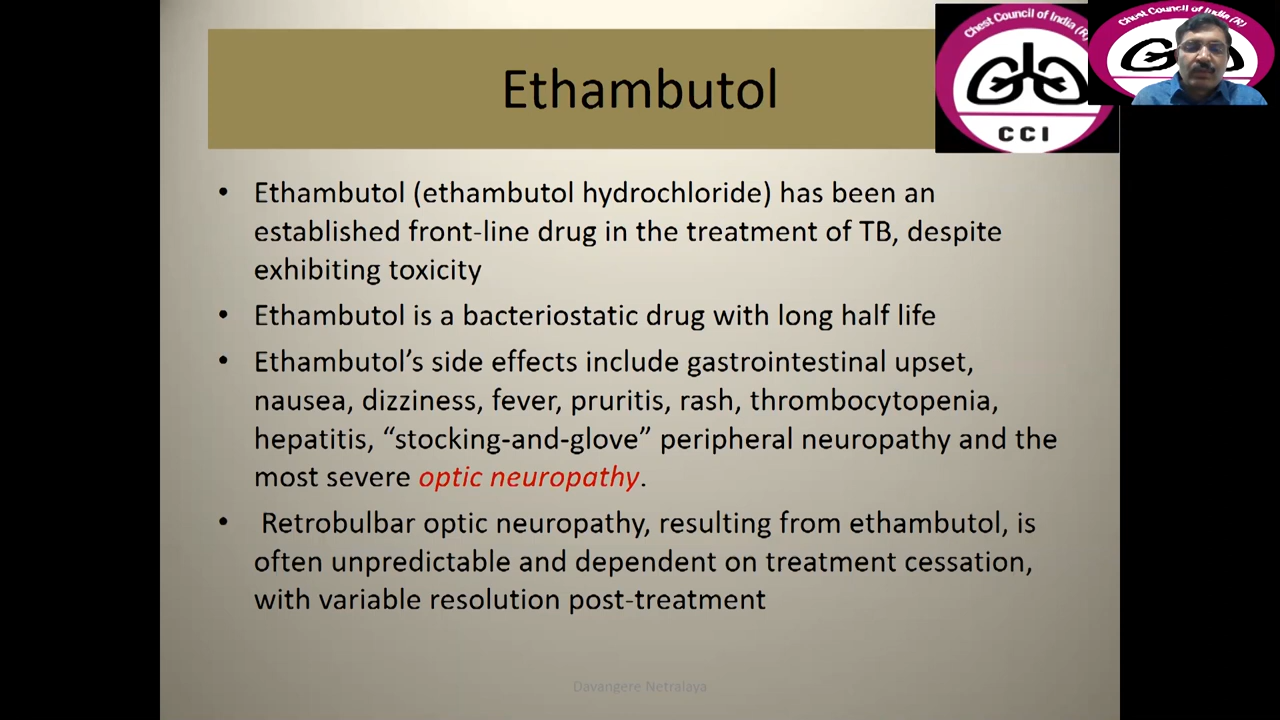 Ethambutol
Chest Council of India (R)
CCI
Chest Council of India (R)
• Ethambutol (ethambutol hydrochloride) has been an
established front-line drug in the treatment of TB, despite
exhibiting toxicity
• Ethambutol is a bacteriostatic drug with long half life
• Ethambutol’s side effects include gastrointestinal upset,
nausea, dizziness, fever, pruritis, rash, thrombocytopenia,
hepatitis, “stocking-and-glove” peripheral neuropathy and the
most severe optic neuropathy.
• Retrobulbar optic neuropathy, resulting from ethambutol, is
often unpredictable and dependent on treatment cessation,
with variable resolution post-treatment
Davangere Netralaya